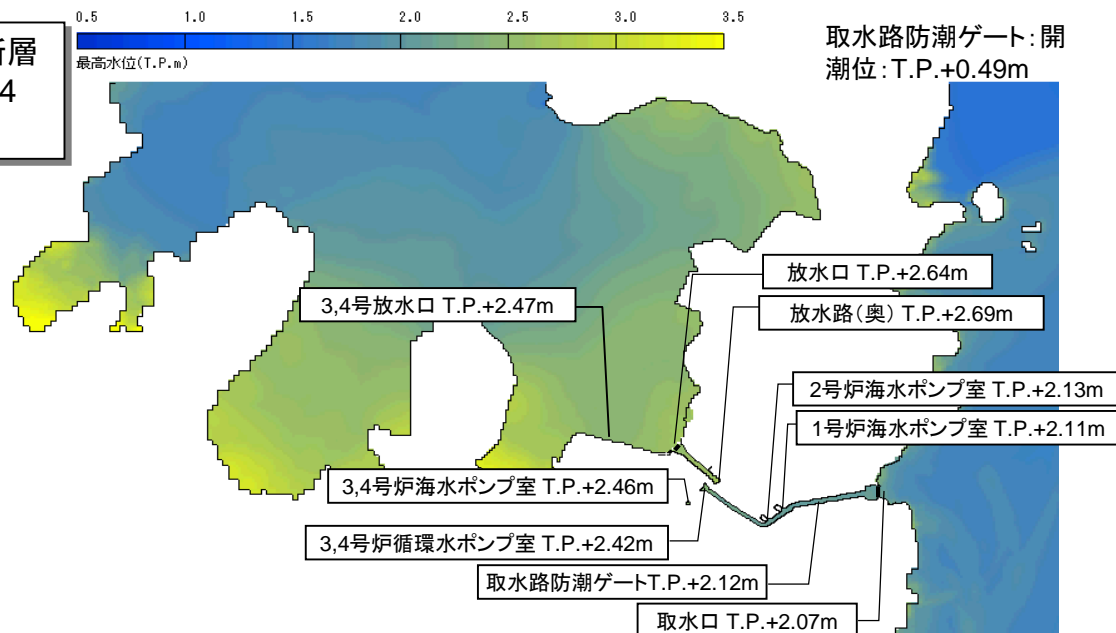 0.5 1.0 1.5 2.0 2.5 3.0 3.5
最高水位(T.P.m)
断層
4
取水路防潮ゲート：開
潮位：T.P.+0.49m
放水口 T.P.+2.64m
3,4号放水口 T.P.+2.47m
放水路（奥） T.P.+2.69m
2号炉海水ポンプ室 T.P.+2.13m
1号炉海水ポンプ室 T.P.+2.11m
3,4号炉海水ポンプ室 T.P.+2.46m
3,4号炉循環水ポンプ室 T.P.+2.42m
取水路防潮ゲートT.P.+2.12m
取水口 T.P.+2.07m